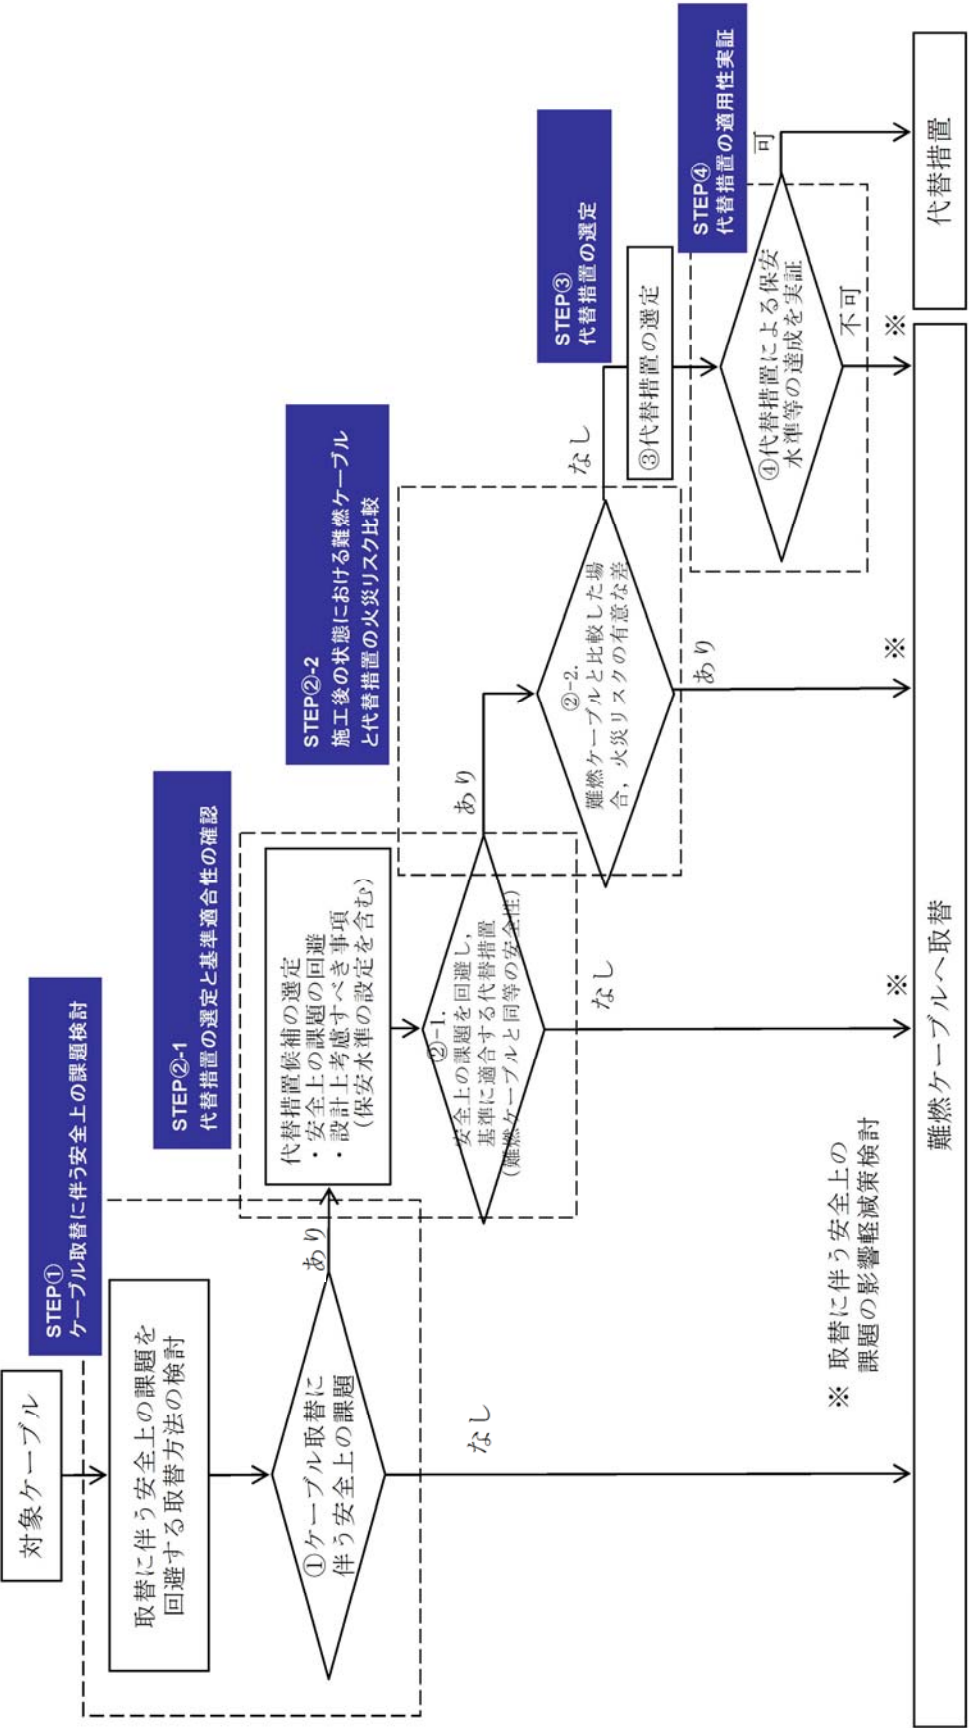 対象ケーブル
STEP①
ケーブル取替に伴う安全上の課題検討
取替に伴う安全上の課題を
回避する取替方法の検討
①ケーブル取替に
伴う安全上の課題
あり
なし
STEP②-1
代替措置の選定と基準適合性の確認
代替措置候補の選定
・安全上の課題の回避
・設計上考慮すべき事項
(保安水準の設定を含む)
②-1.
安全上の課題を回避し,
基準に適合する代替措置
(難燃ケーブルと同等の安全性)
あり
なし
※
STEP②-2
施工後の状態における難燃ケーブル
と代替措置の火災リスク比較
②-2.
難燃ケーブルと比較した場
合,火災リスクの有意な差
なし
あり
※
STEP③
代替措置の選定
③代替措置の選定
STEP④
代替措置の適用性実証
④代替措置による保安
水準等の達成を実証
可
不可
※
※ 取替に伴う安全上の
課題の影響軽減策検討
難燃ケーブルへ取替
代替措置